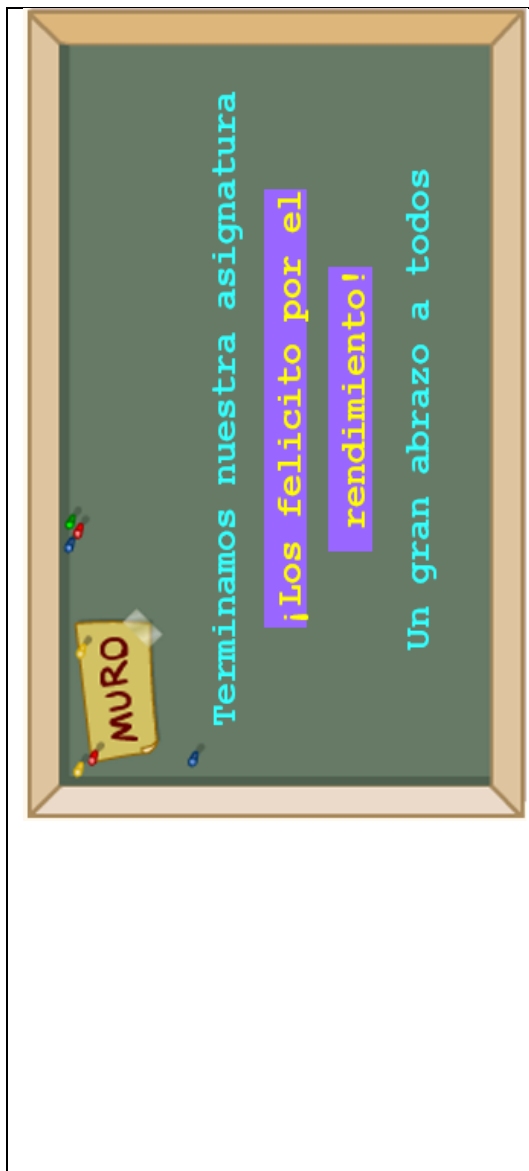 MURO
Terminamos nuestra asignatura
¡Los felicito por el
rendimiento!
Un gran abrazo a todos